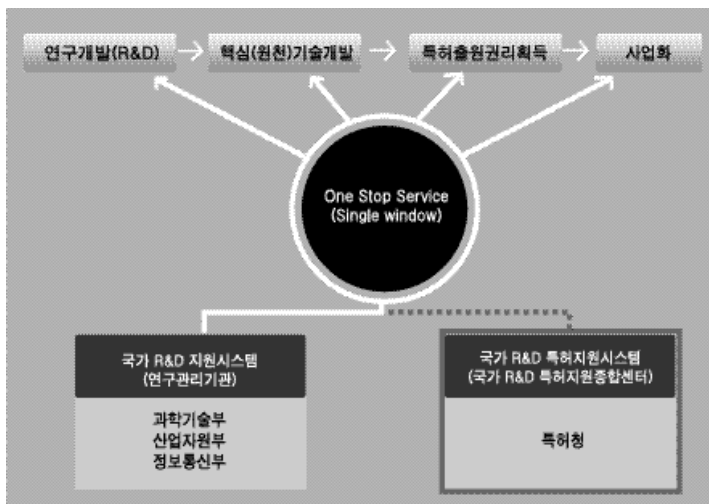 연구개발(R&D)
핵심(원천)기술개발
특허출원권리획득
사업화
One Stop Service
(Single window)
국가 R&D 지원시스템
(연구관리기관)
과학기술부
산업자원부
정보통신부
국가 R&D 특허지원시스템
(국가 R&D 특허지원종합센터)
특허청